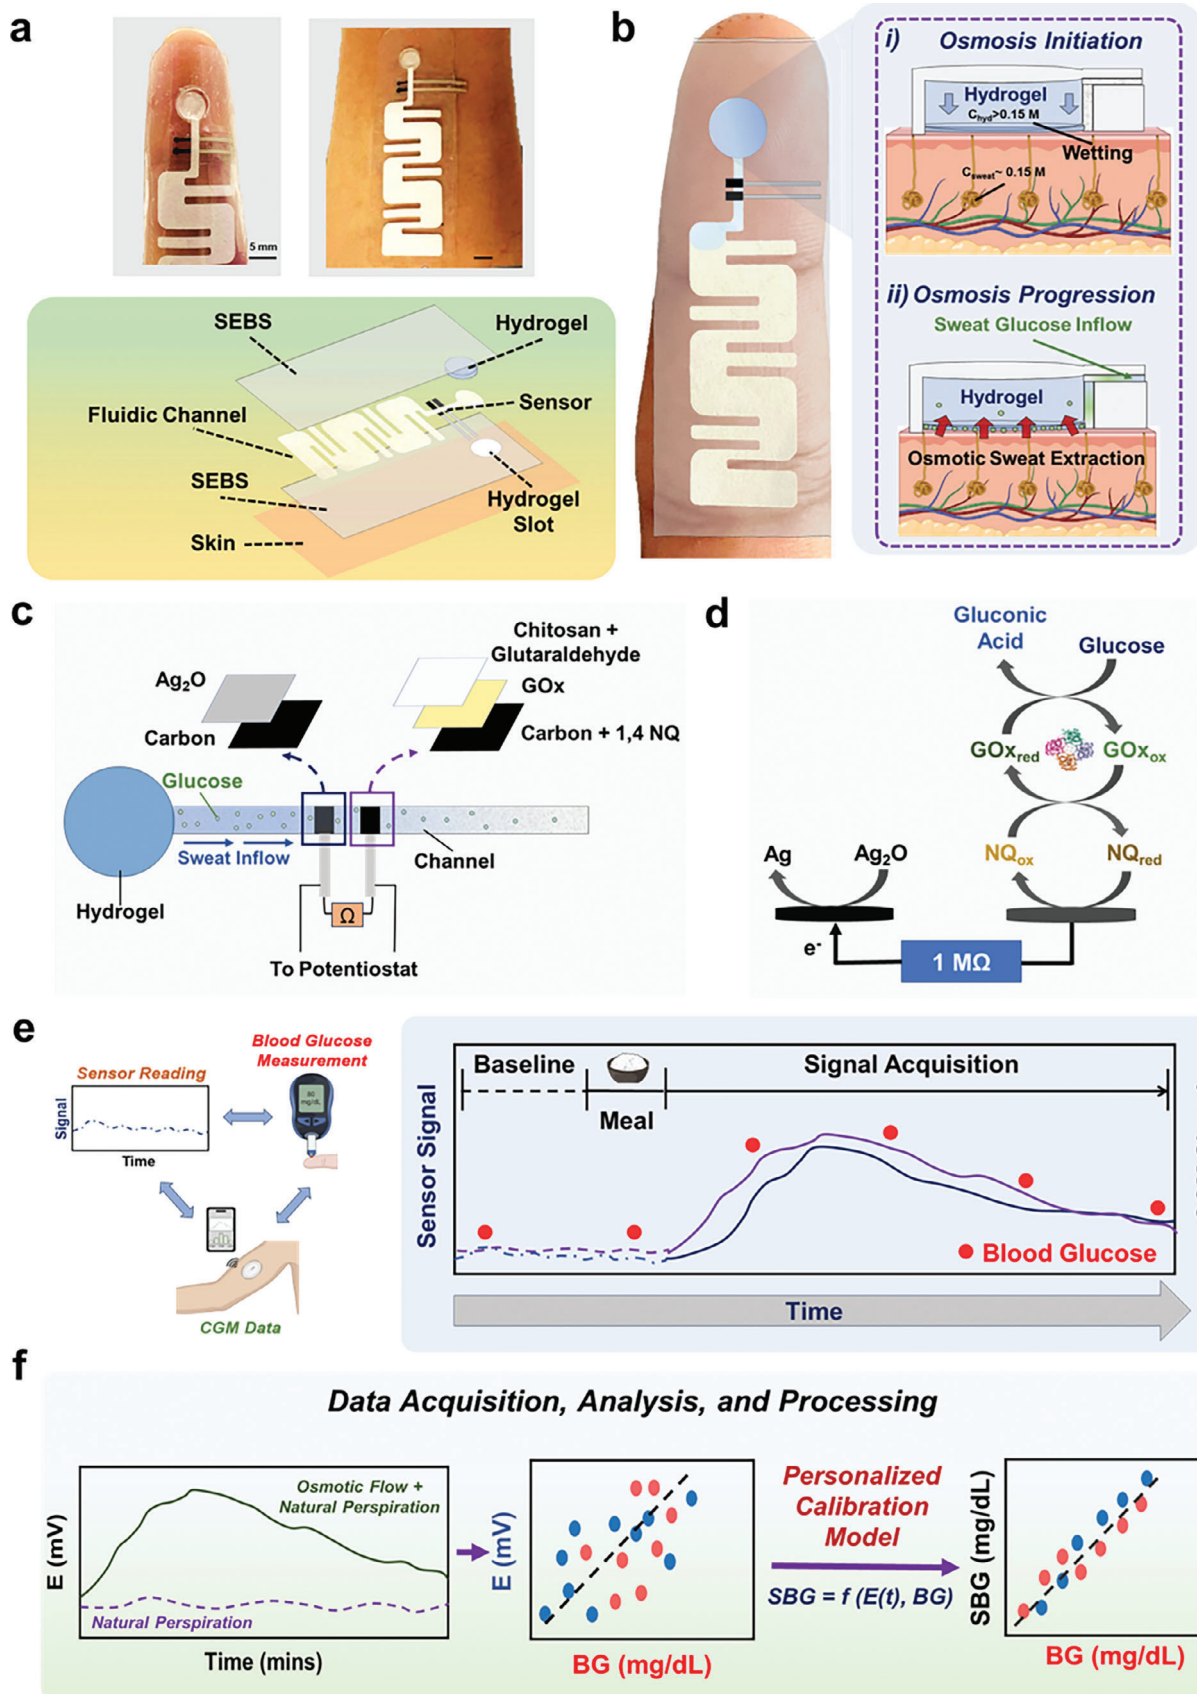 a
5 mm
SEBS
Hydrogel
Fluidic Channel
Sensor
SEBS
Hydrogel
Slot
Skin
b
i) Osmosis Initiation
Hydrogel
Chyd>0.15 M
Wetting
Csweat~ 0.15 M
ii) Osmosis Progression
Sweat Glucose Inflow
Hydrogel
Osmotic Sweat Extraction
c
Chitosan +
Glutaraldehyde
Ag2O
GOx
Carbon
Carbon + 1,4 NQ
Glucose
Sweat Inflow
Channel
Hydrogel
Ω
To Potentiostat
d
Gluconic
Acid
Glucose
GOxred
GOxox
Ag
Ag2O
NQox
NQred
e-
1 MΩ
e
Blood Glucose
Measurement
Sensor Reading
Signal
Time
BG
mg/dL
CGM Data
Baseline
Signal Acquisition
Meal
Sensor Signal
Blood Glucose
Time
f
Data Acquisition, Analysis, and Processing
E (mV)
Osmotic Flow +
Natural Perspiration
Natural Perspiration
Time (mins)
E (mV)
BG (mg/dL)
Personalized
Calibration
Model
SBG = f (E(t), BG)
SBG (mg/dL)
BG (mg/dL)